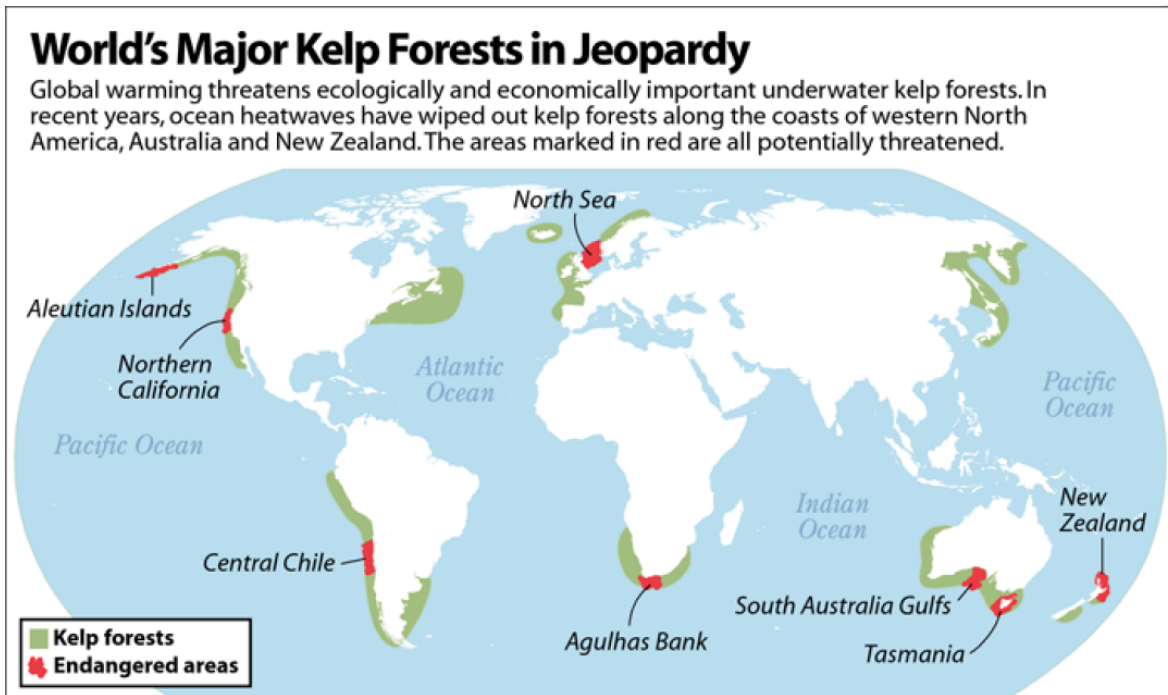 World's Major Kelp Forests in Jeopardy
Global warming threatens ecologically and economically important underwater kelp forests. In
recent years, ocean heatwaves have wiped out kelp forests along the coasts of western North
America, Australia and New Zealand. The areas marked in red are all potentially threatened.
North Sea
Aleutian Islands
Northern
California
Atlantic
Ocean
Pacific
Ocean
Pacific Ocean
Indian
Ocean
New
Zealand
Central Chile
South Australia Gulfs
Agulhas Bank
Tasmania
Kelp forests
Endangered areas